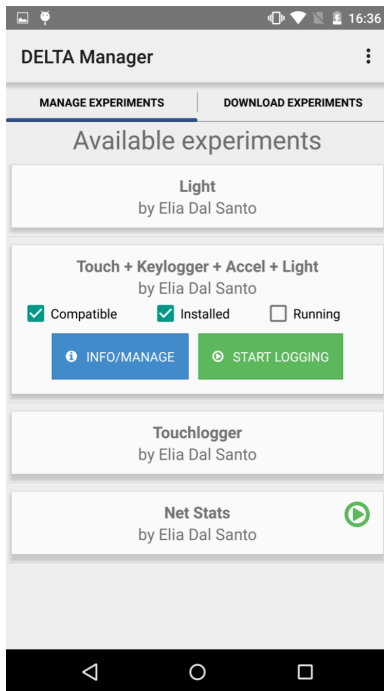 16:36
DELTA Manager
MANAGE EXPERIMENTS
DOWNLOAD EXPERIMENTS
Available experiments
Light
by Elia Dal Santo
Touch + Keylogger + Accel + Light
by Elia Dal Santo
Compatible
Installed
Running
INFO/MANAGE
START LOGGING
Touchlogger
by Elia Dal Santo
Net Stats
by Elia Dal Santo